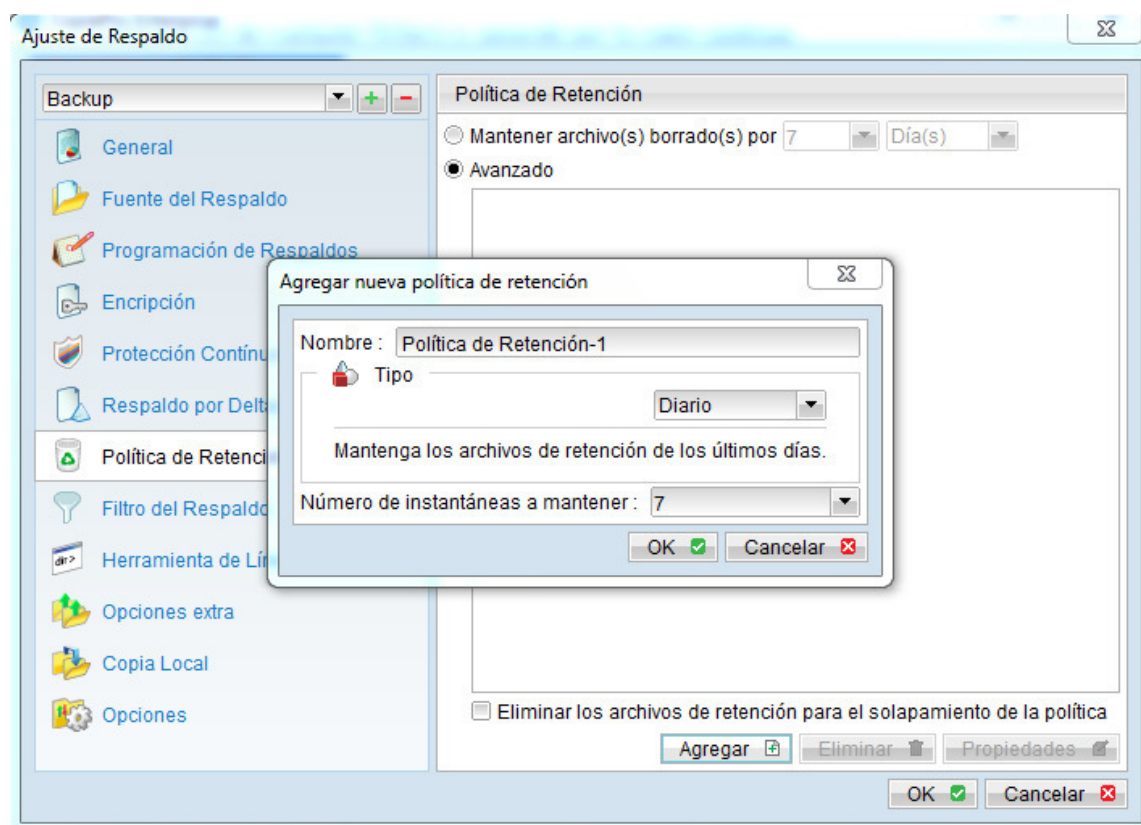 Ajuste de Respaldo
Backup
General
Fuente del Respaldo
Programación de Respaldos
Encripción
Protección Contínu
Respaldo por Delt
Política de Retenci
Filtro del Respaldo
dir>
Herramienta de Lín
Opciones extra
Copia Local
Opciones
Política de Retención
Mantener archivo(s) borrado(s) por 7 Día(s)
Avanzado
Agregar nueva política de retención
Nombre : Política de Retención-1
Tipo
Diario
Mantenga los archivos de retención de los últimos días.
Número de instantáneas a mantener : 7
OK Cancelar
Eliminar los archivos de retención para el solapamiento de la política
Agregar Eliminar Propiedades
OK Cancelar